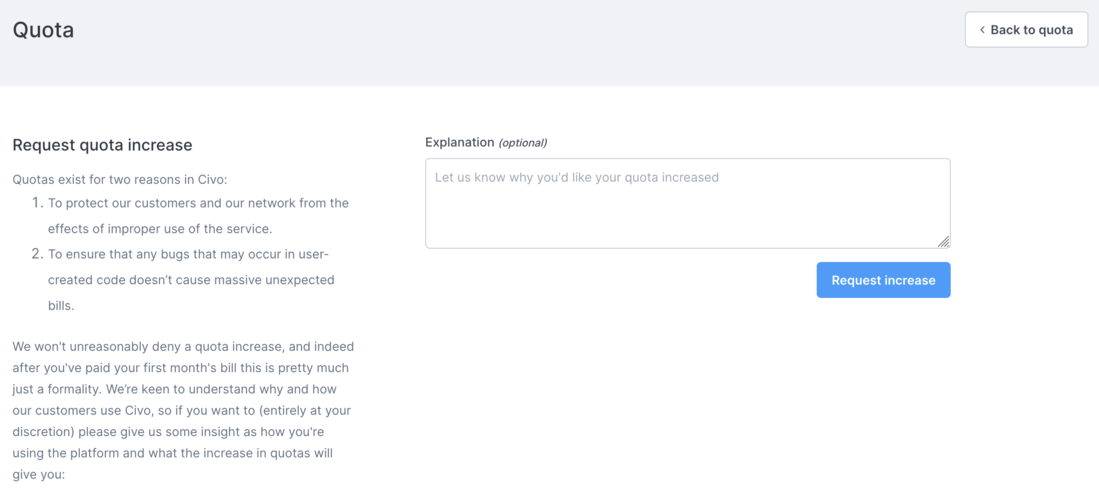 Quota
Back to quota
Request quota increase
Quotas exist for two reasons in Civo:
1. To protect our customers and our network from the
effects of improper use of the service.
2. To ensure that any bugs that may occur in user-
created code doesn't cause massive unexpected
bills.
We won't unreasonably deny a quota increase, and indeed
after you've paid your first month's bill this is pretty much
just a formality. We're keen to understand why and how
our customers use Civo, so if you want to (entirely at your
discretion) please give us some insight as how you're
using the platform and what the increase in quotas will
give you:
Explanation (optional)
Let us know why you'd like your quota increased
Request increase